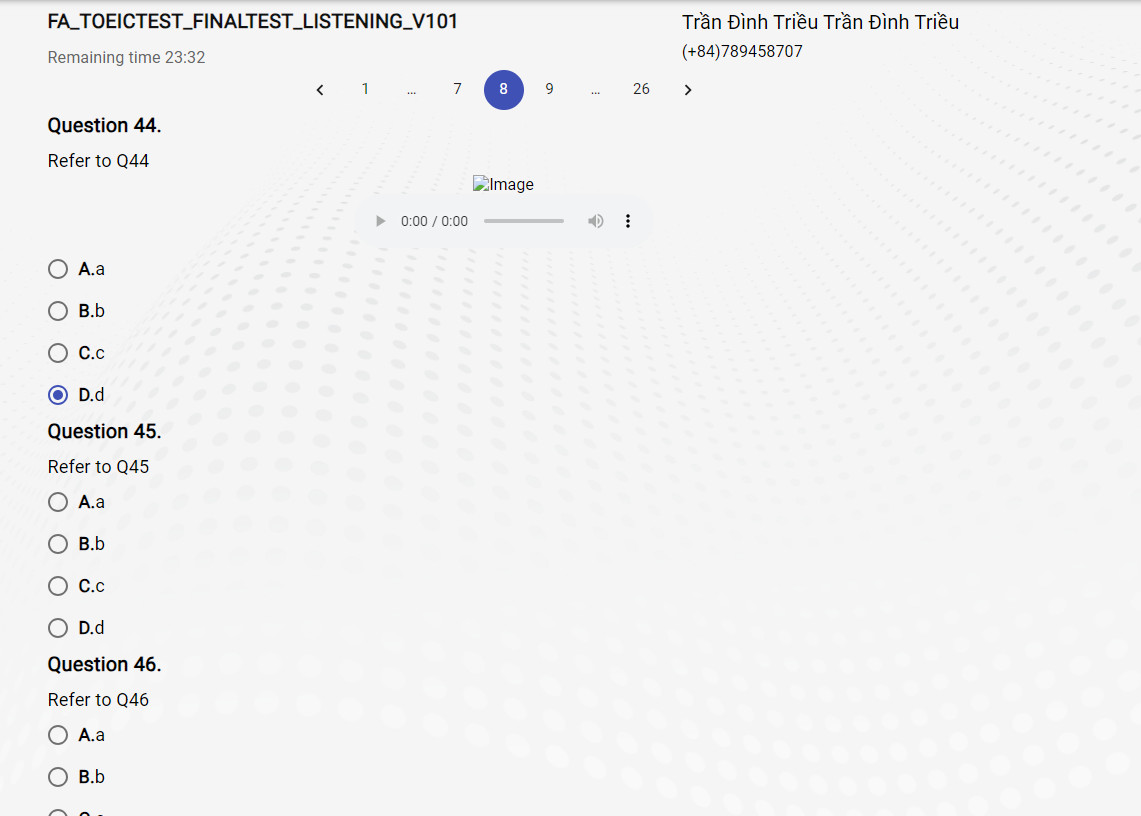 FA_TOEICTEST_FINALTEST_LISTENING_V101
Trần Đình Triều Trần Đình Triều
Remaining time 23:32
(+84)789458707
1 ... 7 8 9 ... 26
Question 44.
Refer to Q44
Image
0:00 / 0:00
A.a
B.b
C.c
D.d
Question 45.
Refer to Q45
A.a
B.b
C.c
D.d
Question 46.
Refer to Q46
A.a
B.b